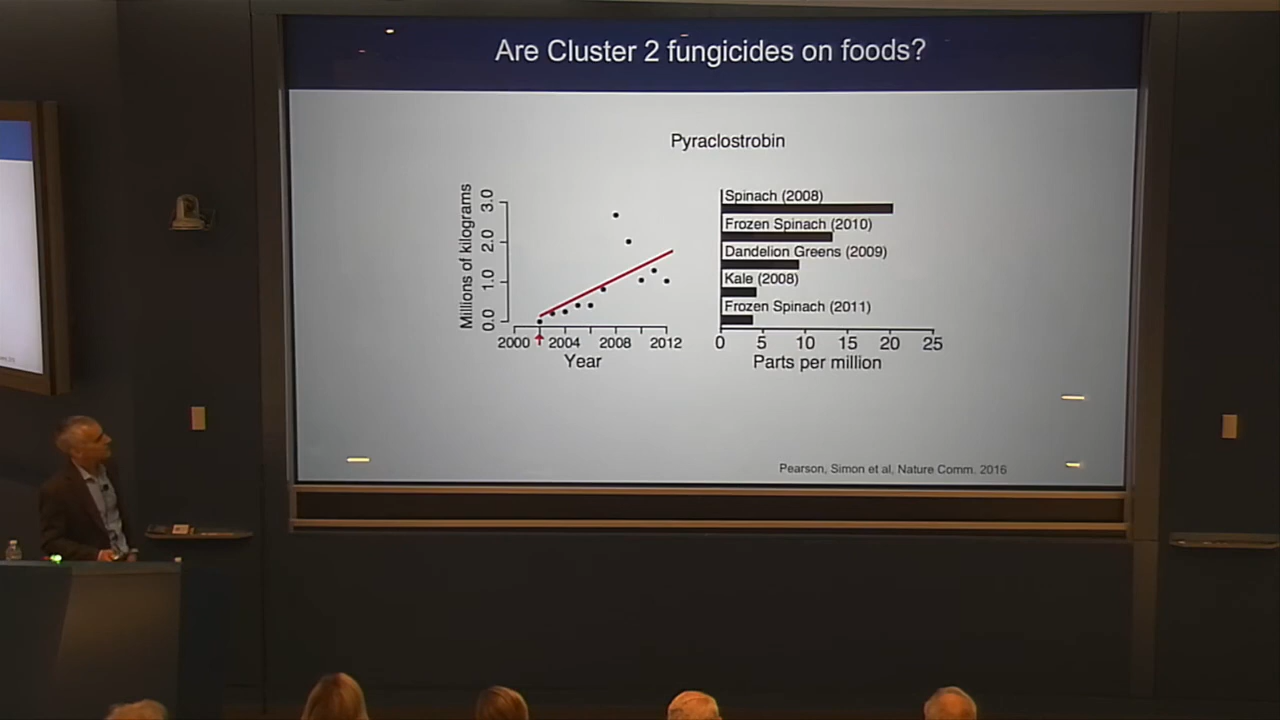 Are Cluster 2 fungicides on foods?
Pyraclostrobin
Millions of kilograms
3.0
2.0
1.0
0.0
2000 2004 2008 2012
Year
Spinach (2008)
Frozen Spinach (2010)
Dandelion Greens (2009)
Kale (2008)
Frozen Spinach (2011)
0 5 10 15 20 25
Parts per million
Pearson, Simon et al, Nature Comm. 2016